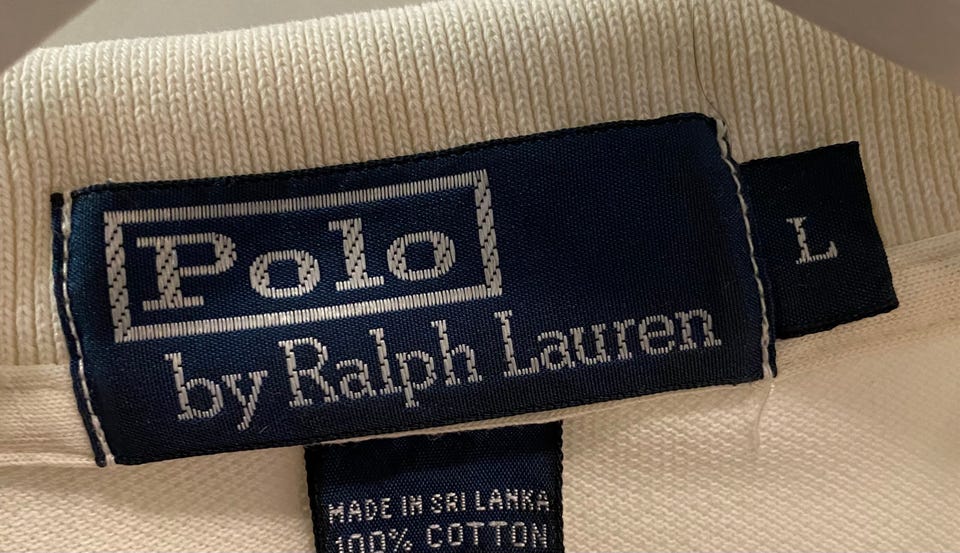 Polo
by Ralph Lauren
L
MADE IN SRI LANKA
100% COTTON